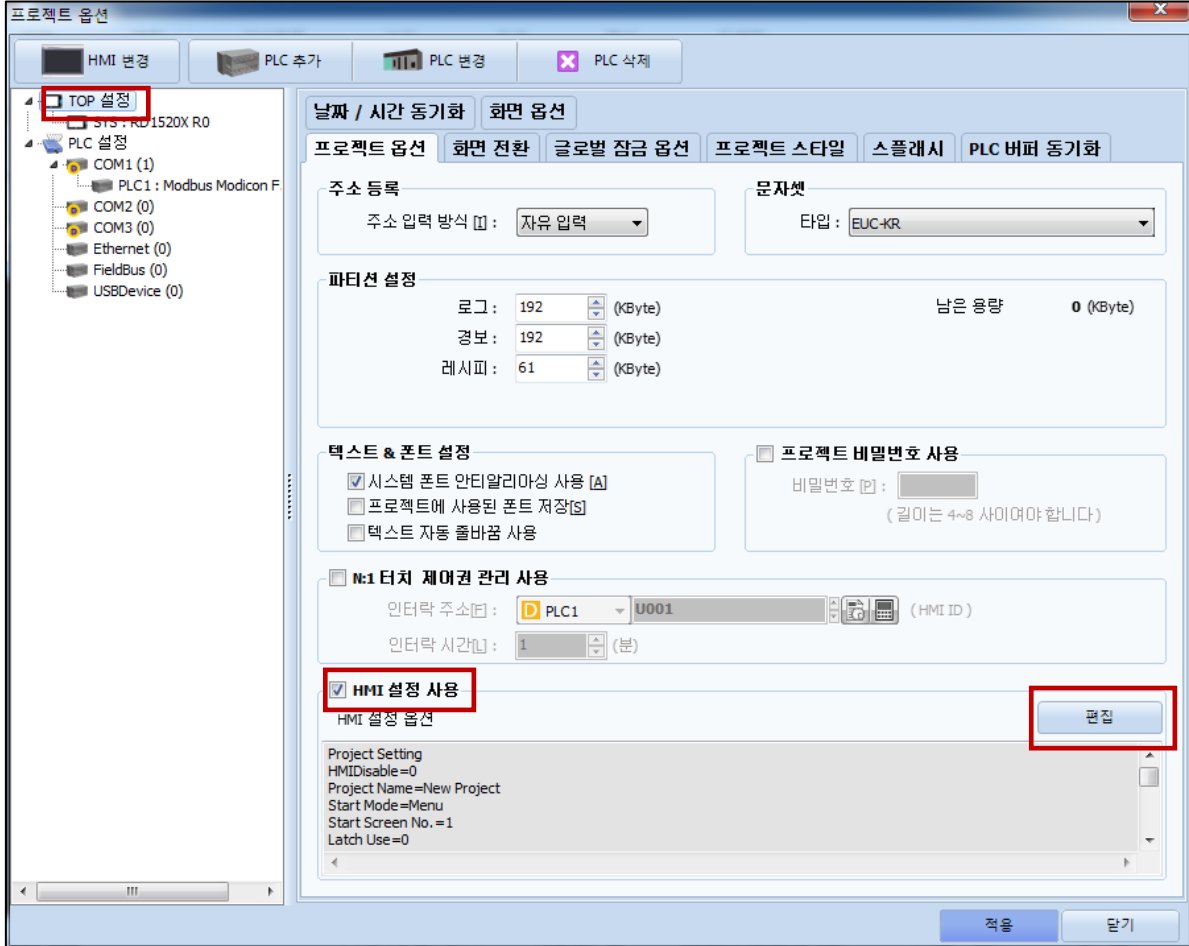 프로젝트 옵션
HMI 변경 PLC 추가 PLC 변경 PLC 삭제
TOP 설정
SYS : RD1520X R0
PLC 설정
COM1 (1)
PLC1 : Modbus Modicon F
COM2 (0)
COM3 (0)
Ethernet (0)
FieldBus (0)
USBDevice (0)
날짜 / 시간 동기화 화면 옵션
프로젝트 옵션 화면 전환 글로벌 잠금 옵션 프로젝트 스타일 스플래시 PLC 버퍼 동기화
주소 등록
주소 입력 방식 [I] : 자유 입력
문자셋
타입 : EUC-KR
파티션 설정
로그 : 192 (KByte) 남은 용량 0 (KByte)
경보 : 192 (KByte)
레시피 : 61 (KByte)
텍스트 & 폰트 설정
시스템 폰트 안티알리아싱 사용 [A]
프로젝트에 사용된 폰트 저장[S]
텍스트 자동 줄바꿈 사용
프로젝트 비밀번호 사용
비밀번호 [P] :
( 길이는 4~8 사이여야 합니다 )
N:1 터치 제어권 관리 사용
인터락 주소[F] : D PLC1 U001 ( HMI ID )
인터락 시간[L] : 1 (분)
HMI 설정 사용
HMI 설정 옵션 편집
Project Setting
HMIDisable=0
Project Name=New Project
Start Mode=Menu
Start Screen No.=1
Latch Use=0
적용 닫기